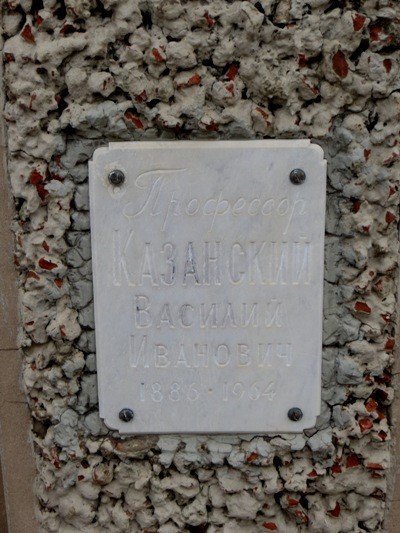 Профессор
КАЗАНСКИЙ
ВАСИЛИЙ
ИВАНОВИЧ
1886 · 1964